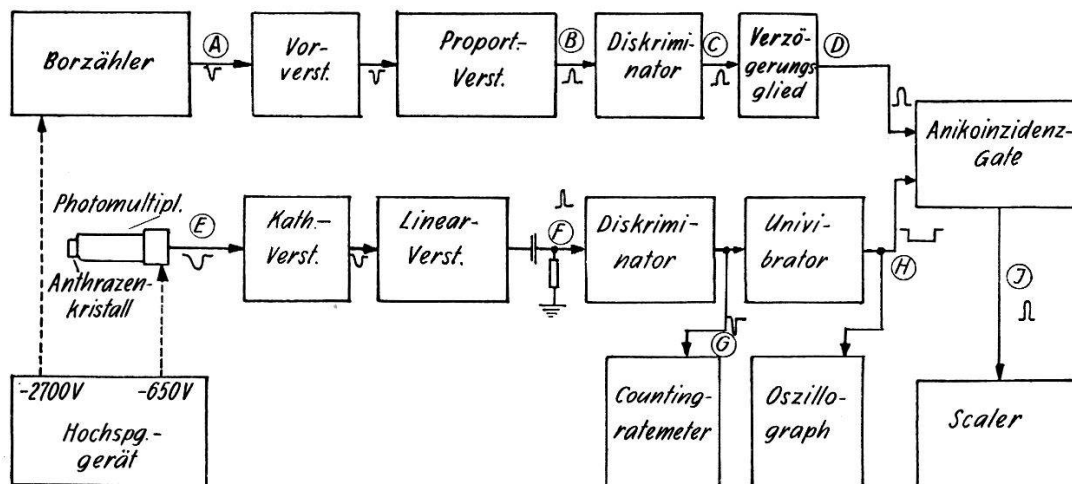 Borzähler
A
Vor-
verst.
Proport.-
Verst.
B
Diskrimi-
nator
C
Verzö-
gerungs-
glied
D
Anikoinzidenz-
Gate
Photomultipl.
Anthrazen-
kristall
E
Kath.-
Verst.
Linear-
Verst.
F
Diskrimi-
nator
Univi-
brator
H
G
J
-2700V
-650V
Hochspg.-
gerät
Counting-
ratemeter
Oszillo-
graph
Scaler